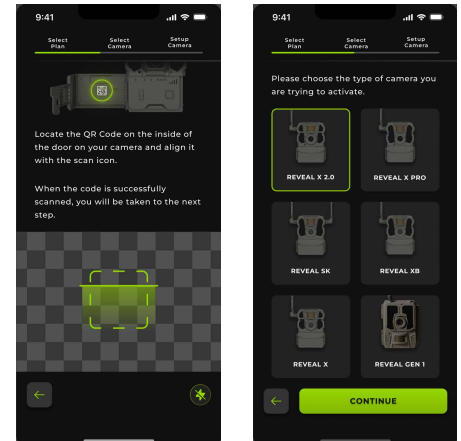 9:41
Select Plan
Select Camera
Setup Camera
Locate the QR Code on the inside of
the door on your camera and align it
with the scan icon.
When the code is successfully
scanned, you will be taken to the next
step.
9:41
Select Plan
Select Camera
Setup Camera
Please choose the type of camera you
are trying to activate.
REVEAL X 2.0
REVEAL X PRO
REVEAL SK
REVEAL XB
REVEAL X
REVEAL GEN 1
CONTINUE